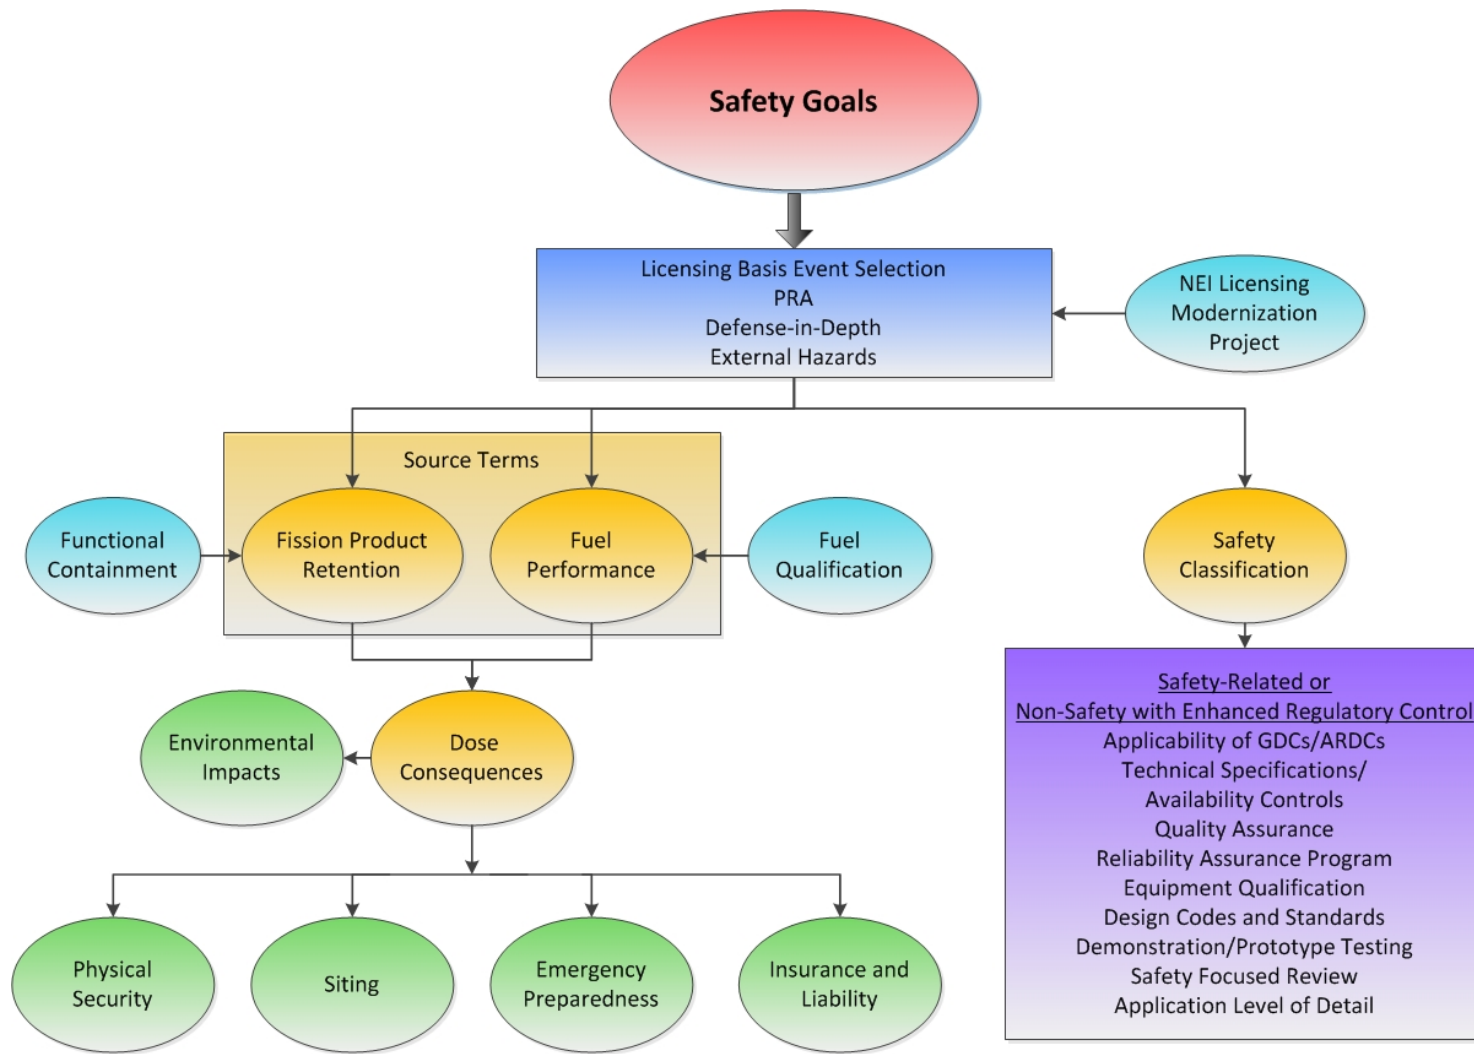 Safety Goals
Licensing Basis Event Selection
PRA
Defense-in-Depth
External Hazards
NEI Licensing
Modernization
Project
Source Terms
Functional
Containment
Fission Product
Retention
Fuel
Performance
Fuel
Qualification
Safety
Classification
Environmental
Impacts
Dose
Consequences
Safety-Related or
Non-Safety with Enhanced Regulatory Control
Applicability of GDCs/ARDCs
Technical Specifications/
Availability Controls
Quality Assurance
Reliability Assurance Program
Equipment Qualification
Design Codes and Standards
Demonstration/Prototype Testing
Safety Focused Review
Application Level of Detail
Physical
Security
Siting
Emergency
Preparedness
Insurance and
Liability